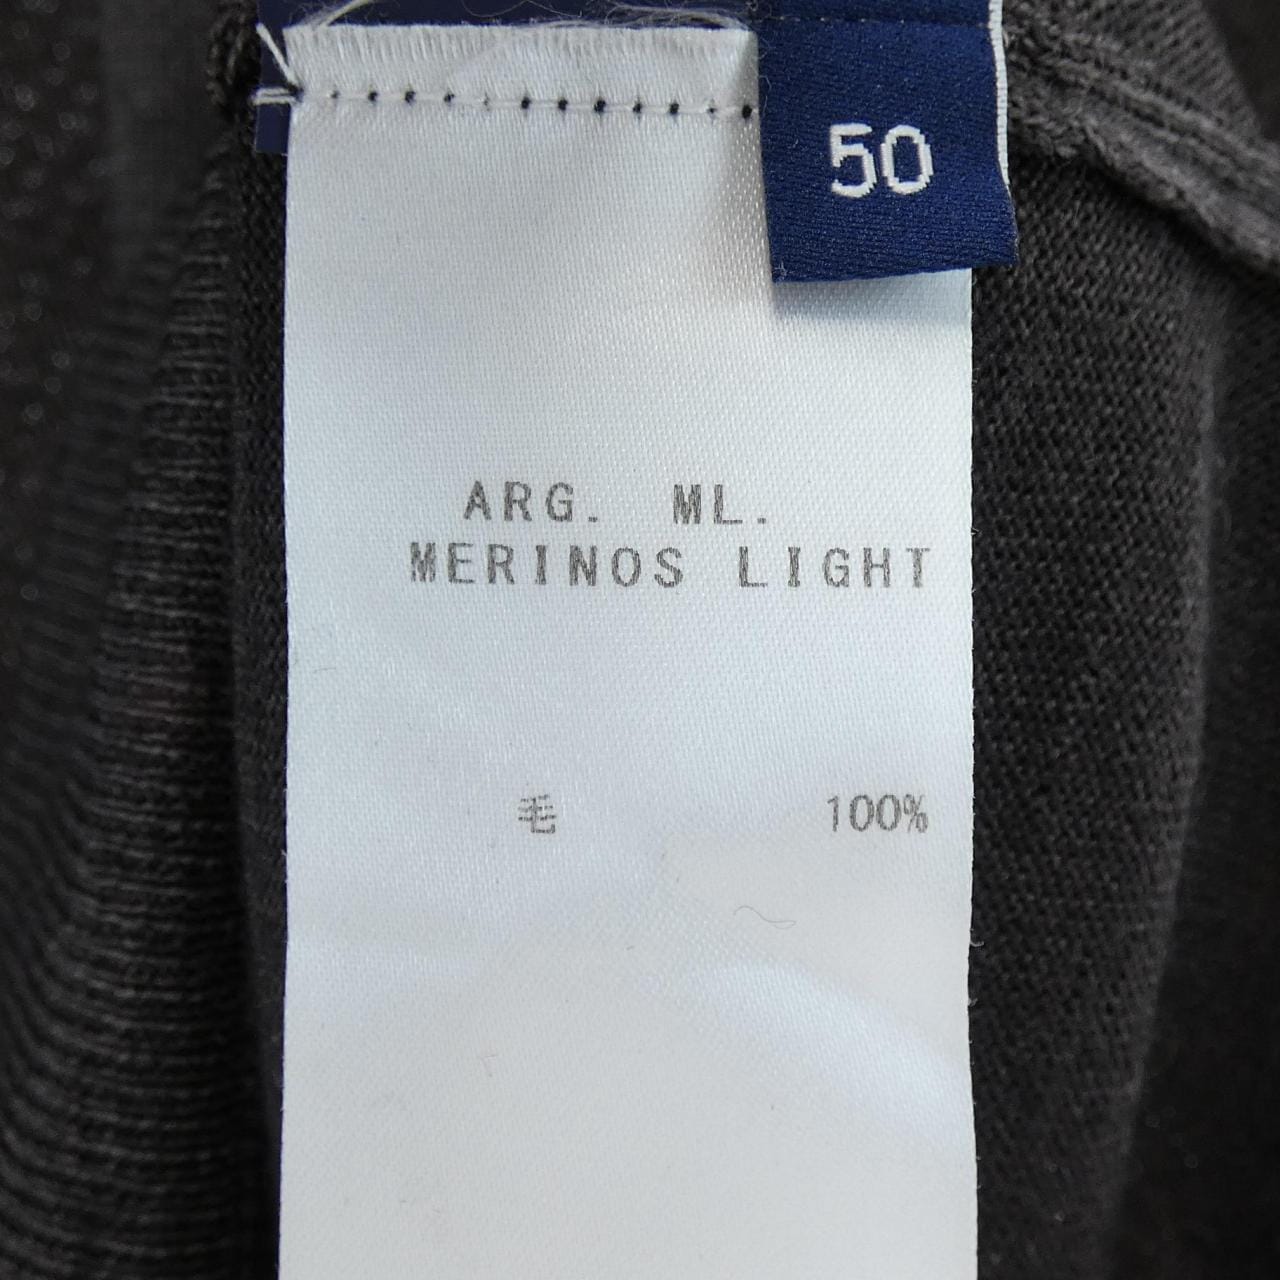 50
ARG. ML.
MERINOS LIGHT
毛 100%